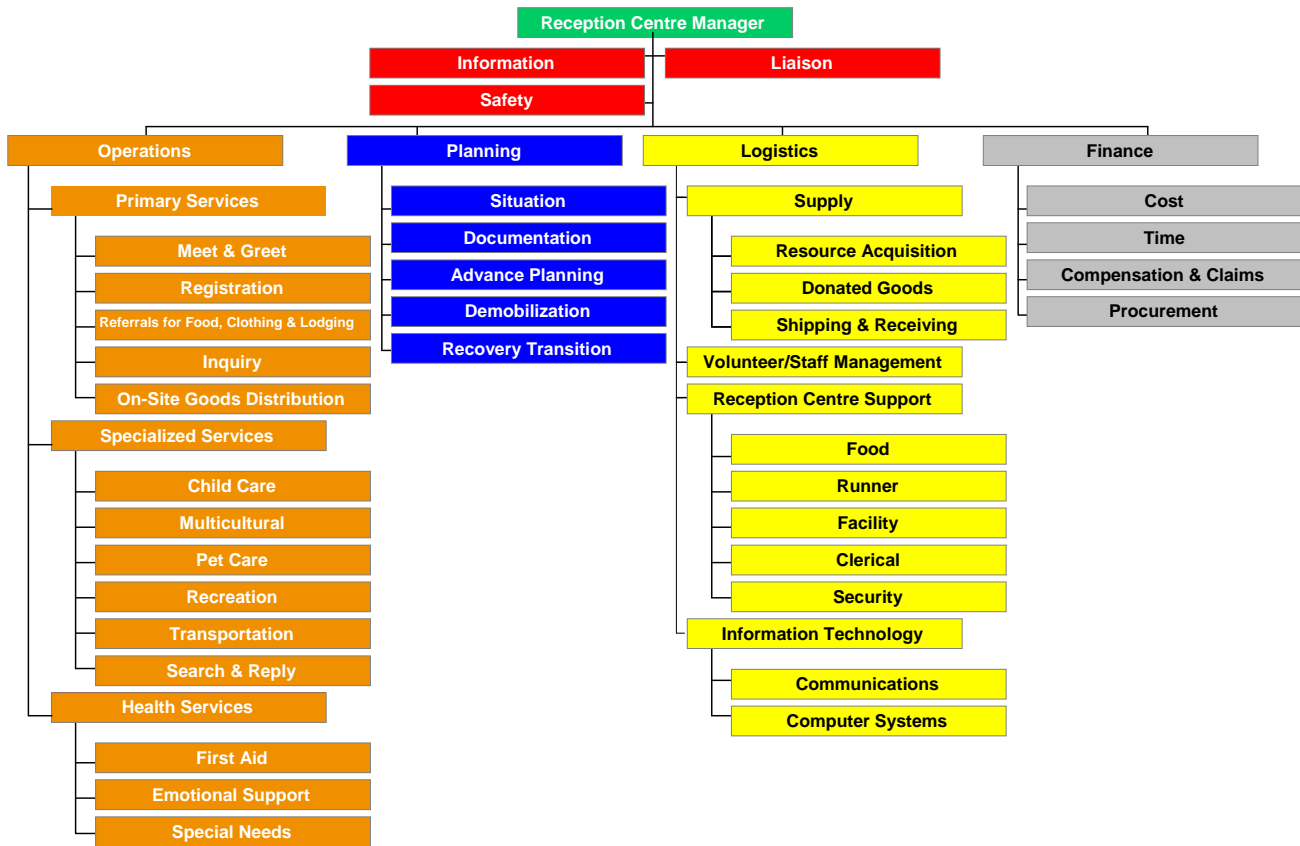 Reception Centre Manager
Information
Liaison
Safety
Operations
Primary Services
Meet & Greet
Registration
Referrals for Food, Clothing & Lodging
Inquiry
On-Site Goods Distribution
Specialized Services
Child Care
Multicultural
Pet Care
Recreation
Transportation
Search & Reply
Health Services
First Aid
Emotional Support
Special Needs
Planning
Situation
Documentation
Advance Planning
Demobilization
Recovery Transition
Logistics
Supply
Resource Acquisition
Donated Goods
Shipping & Receiving
Volunteer/Staff Management
Reception Centre Support
Food
Runner
Facility
Clerical
Security
Information Technology
Communications
Computer Systems
Finance
Cost
Time
Compensation & Claims
Procurement